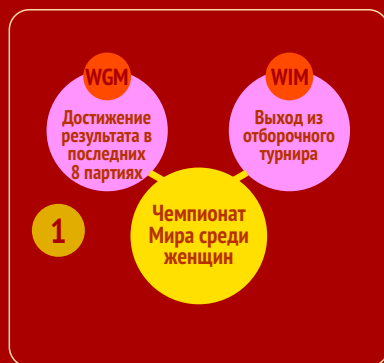 WGM
Достижение
результата в
последних
8 партиях
WIM
Выход из
отборочного
турнира
1
Чемпионат
Мира среди
женщин